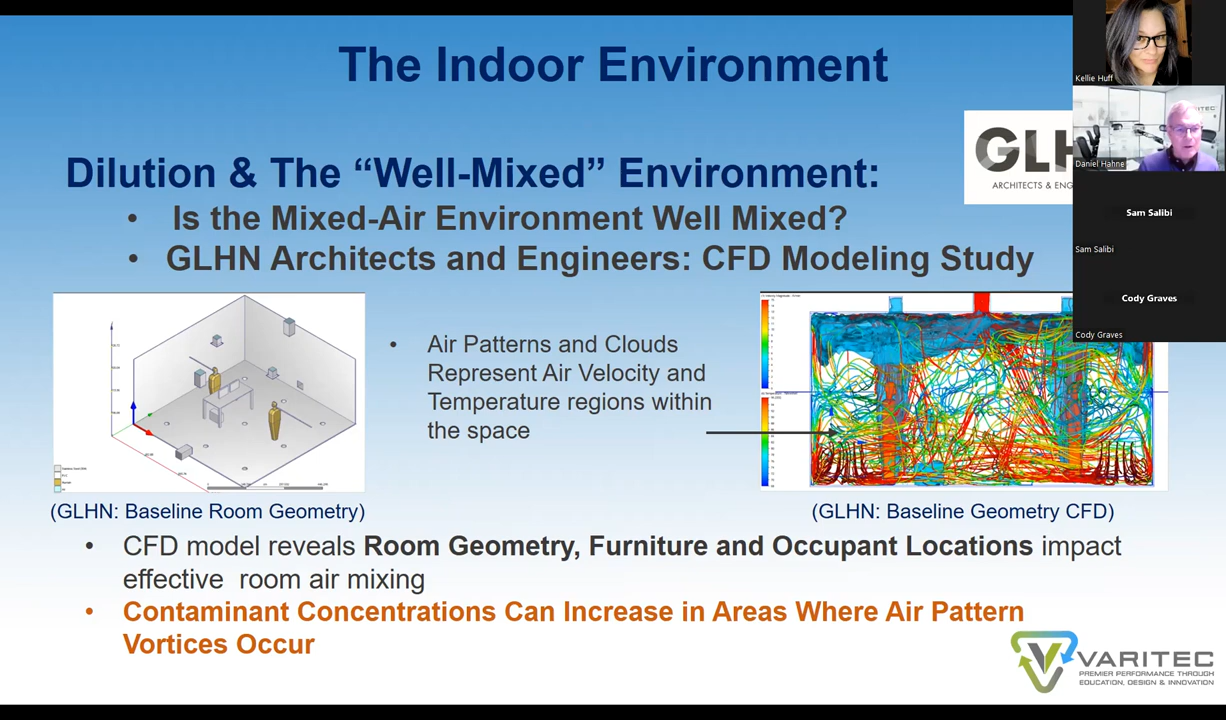 The Indoor Environment
Kellie Huff
VARITEC
Daniel Hahne
Sam Salibi
Sam Salibi
Cody Graves
Cody Graves
GLH
ARCHITECTS & ENG
Dilution & The “Well-Mixed” Environment:
• Is the Mixed-Air Environment Well Mixed?
• GLHN Architects and Engineers: CFD Modeling Study
• Air Patterns and Clouds
Represent Air Velocity and
Temperature regions within
the space
(GLHN: Baseline Room Geometry)
(GLHN: Baseline Geometry CFD)
• CFD model reveals Room Geometry, Furniture and Occupant Locations impact
effective room air mixing
• Contaminant Concentrations Can Increase in Areas Where Air Pattern
Vortices Occur
VARITEC
PREMIER PERFORMANCE THROUGH
EDUCATION, DESIGN & INNOVATION